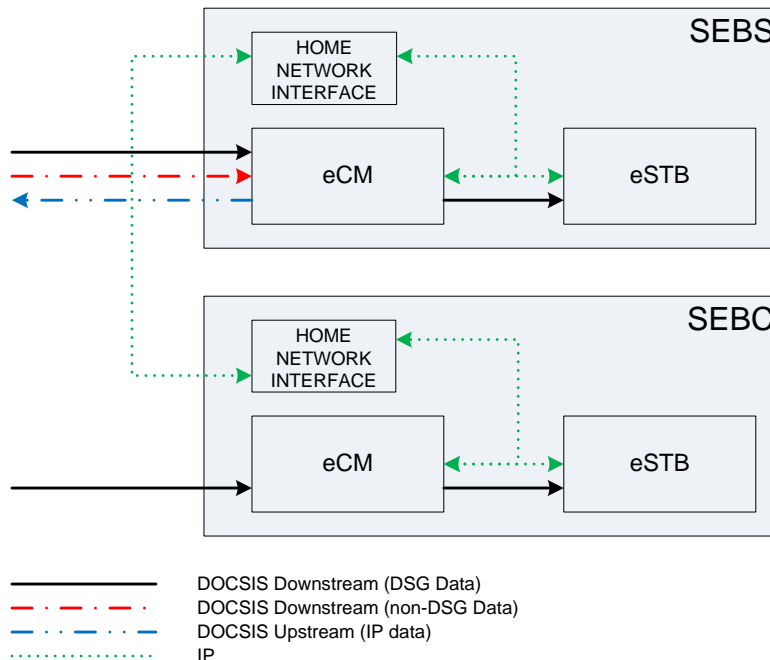 SEBS
HOME
NETWORK
INTERFACE
eCM
eSTB
SEBC
HOME
NETWORK
INTERFACE
eCM
eSTB
DOCSIS Downstream (DSG Data)
DOCSIS Downstream (non-DSG Data)
DOCSIS Upstream (IP data)
IP